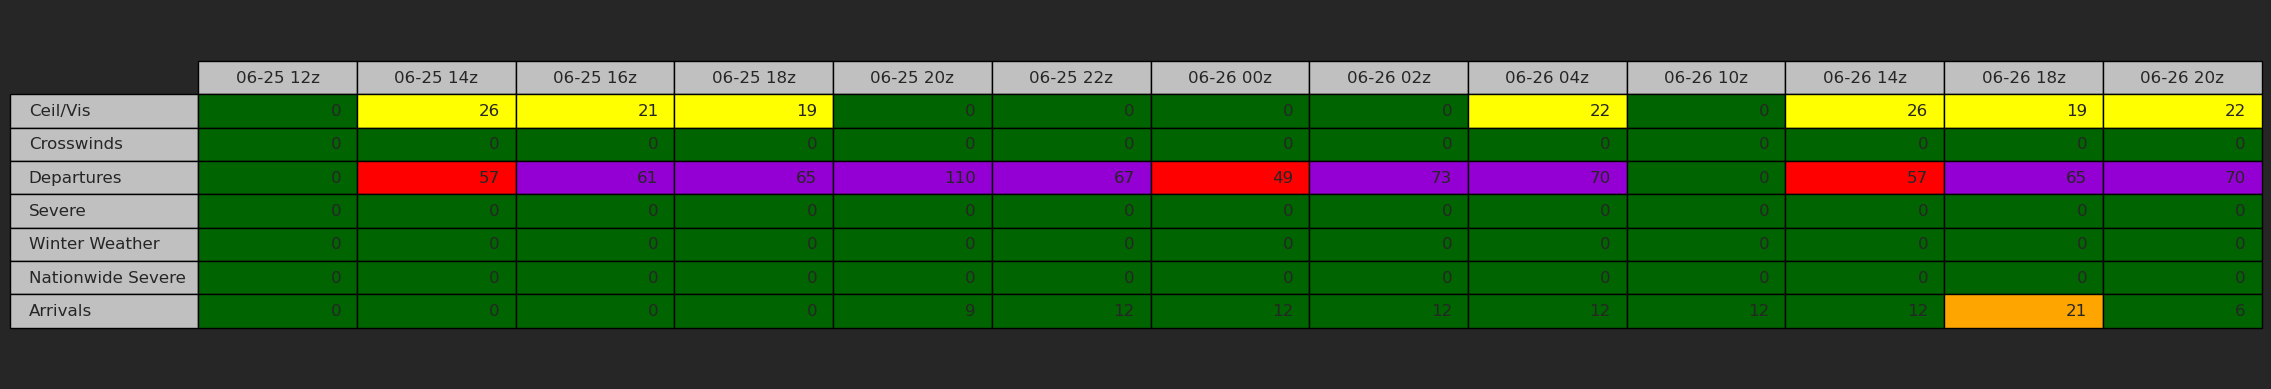 06-25 12z 06-25 14z 06-25 16z 06-25 18z 06-25 20z 06-25 22z 06-26 00z 06-26 02z 06-26 04z 06-26 10z 06-26 14z 06-26 18z 06-26 20z
Ceil/Vis 0 26 21 19 0 0 0 0 22 0 26 19 22
Crosswinds 0 0 0 0 0 0 0 0 0 0 0 0 0
Departures 0 57 61 65 110 67 49 73 70 0 57 65 70
Severe 0 0 0 0 0 0 0 0 0 0 0 0 0
Winter Weather 0 0 0 0 0 0 0 0 0 0 0 0 0
Nationwide Severe 0 0 0 0 0 0 0 0 0 0 0 0 0
Arrivals 0 0 0 0 9 12 12 12 12 12 12 21 6